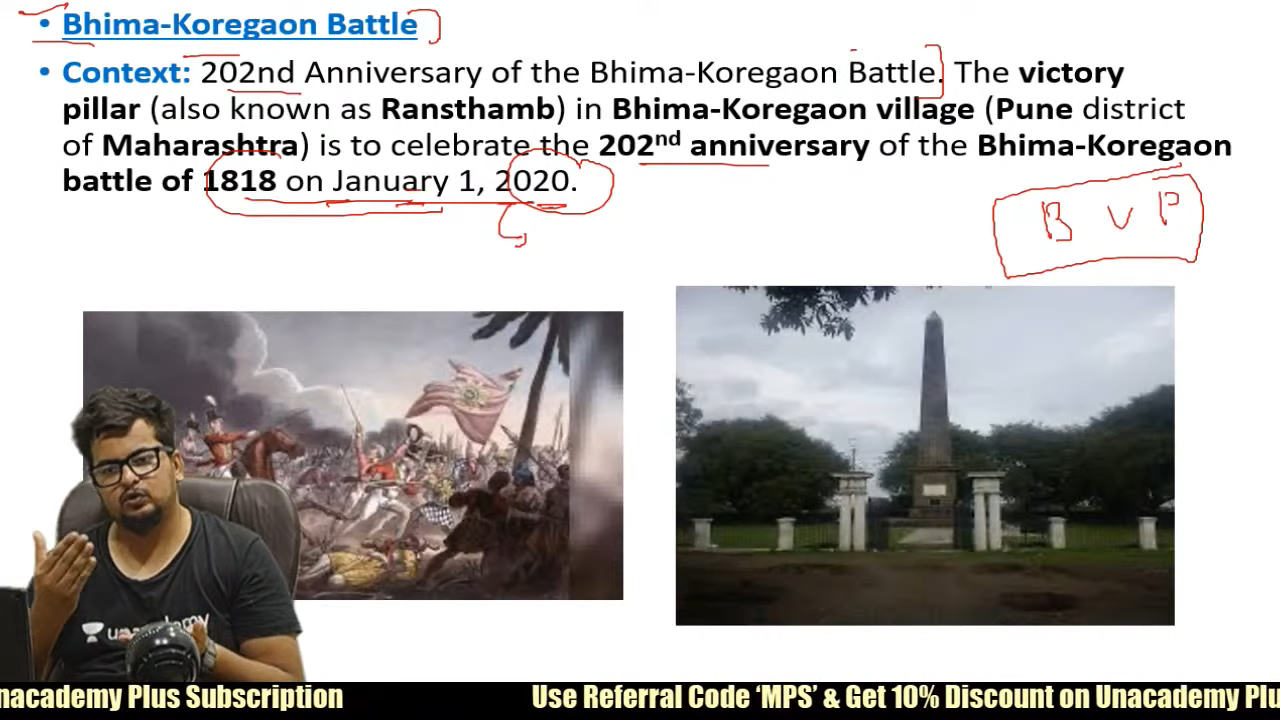 • Bhima-Koregaon Battle
• Context: 202nd Anniversary of the Bhima-Koregaon Battle. The victory
pillar (also known as Ransthamb) in Bhima-Koregaon village (Pune district
of Maharashtra) is to celebrate the 202nd anniversary of the Bhima-Koregaon
battle of 1818 on January 1, 2020.
B V P
unacademy
nacademy Plus Subscription Use Referral Code ‘MPS’ & Get 10% Discount on Unacademy Plu